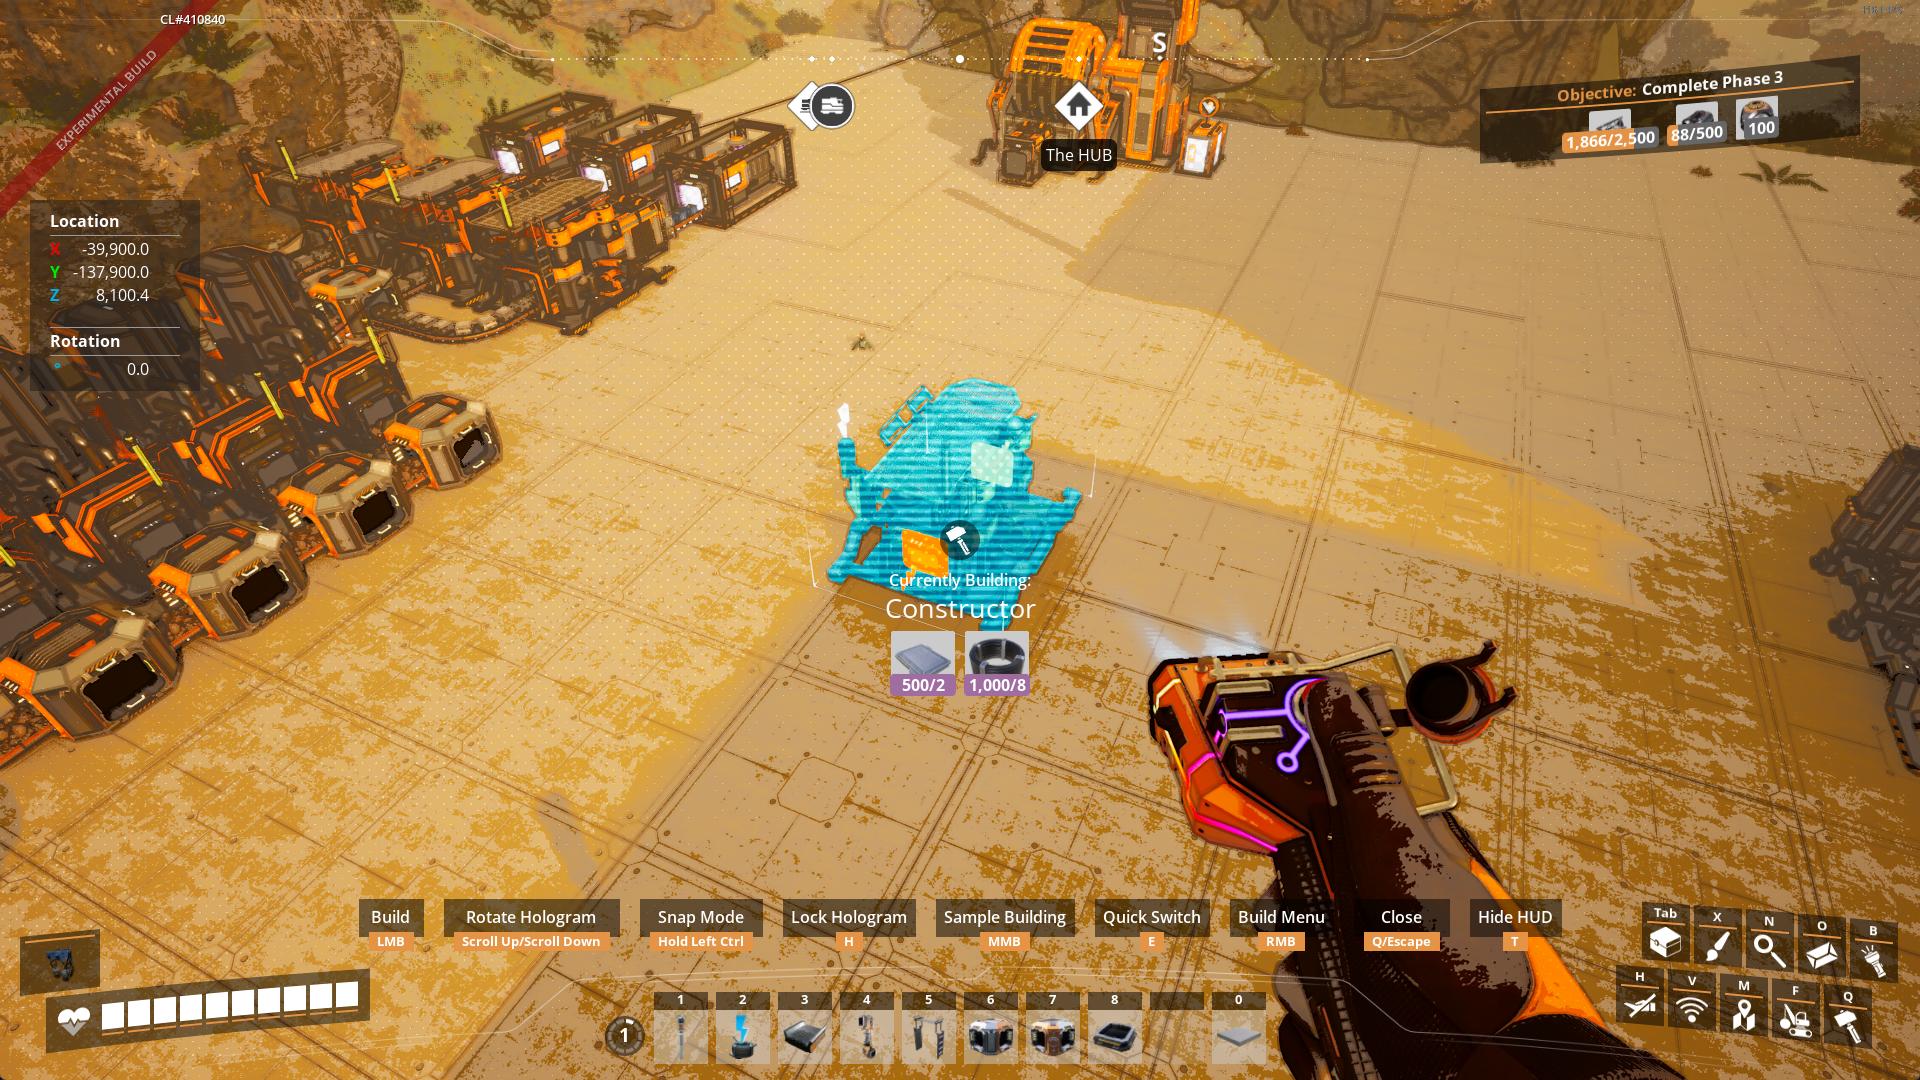 CL#410840
EXPERIMENTAL BUILD
S
The HUB
Objective: Complete Phase 3
1,866/2,500
88/500
100
Location
X -39,900.0
Y -137,900.0
Z 8,100.4
Rotation
° 0.0
Currently Building:
Constructor
500/2
1,000/8
Build
LMB
Rotate Hologram
Scroll Up/Scroll Down
Snap Mode
Hold Left Ctrl
Lock Hologram
H
Sample Building
MMB
Quick Switch
E
Build Menu
RMB
Close
Q/Escape
Hide HUD
T
Tab
X
N
O
B
H
V
M
F
Q
1
1
2
3
4
5
6
7
8
0